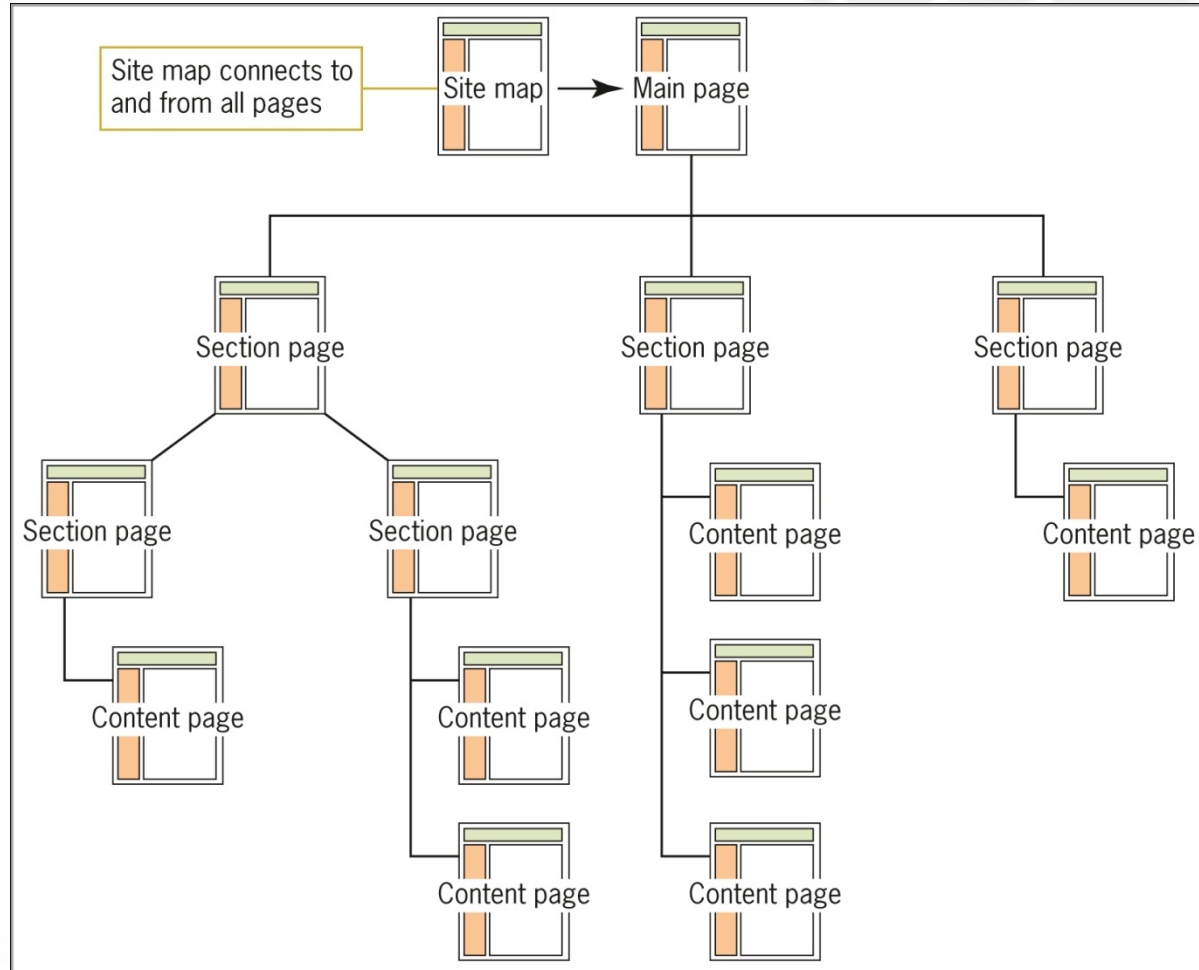 Site map connects to
and from all pages
Site map
Main page
Section page
Section page
Section page
Section page
Section page
Content page
Content page
Content page
Content page
Content page
Content page
Content page